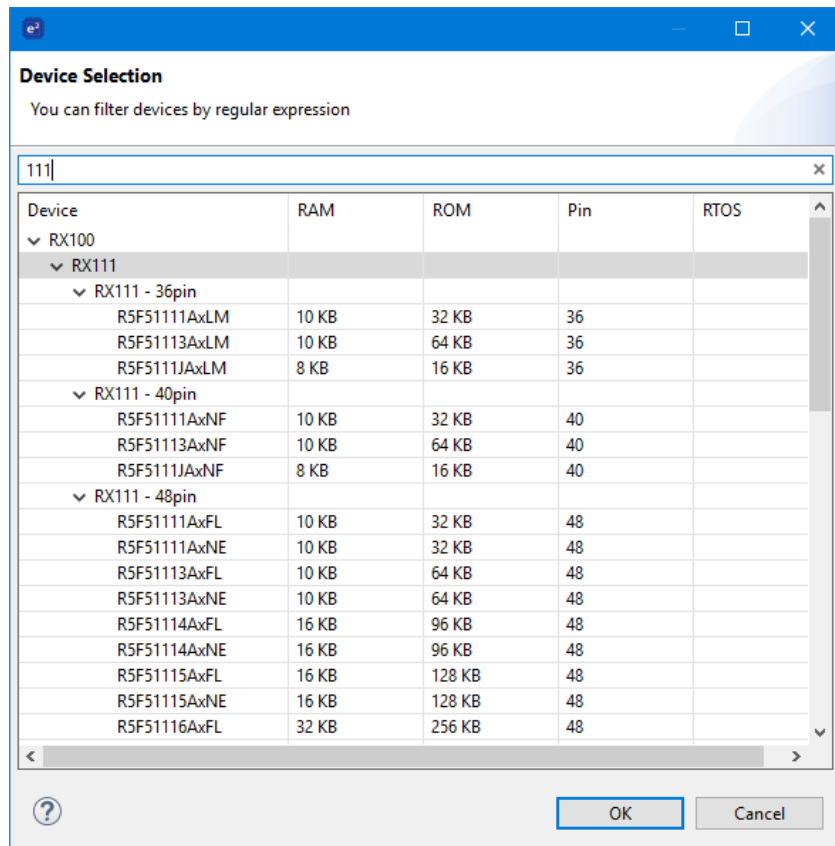 e²
Device Selection
You can filter devices by regular expression
111
Device RAM ROM Pin RTOS
RX100
RX111
RX111 - 36pin
R5F51111AxLM 10 KB 32 KB 36
R5F51113AxLM 10 KB 64 KB 36
R5F5111JAxLM 8 KB 16 KB 36
RX111 - 40pin
R5F51111AxNF 10 KB 32 KB 40
R5F51113AxNF 10 KB 64 KB 40
R5F5111JAxNF 8 KB 16 KB 40
RX111 - 48pin
R5F51111AxFL 10 KB 32 KB 48
R5F51111AxNE 10 KB 32 KB 48
R5F51113AxFL 10 KB 64 KB 48
R5F51113AxNE 10 KB 64 KB 48
R5F51114AxFL 16 KB 96 KB 48
R5F51114AxNE 16 KB 96 KB 48
R5F51115AxFL 16 KB 128 KB 48
R5F51115AxNE 16 KB 128 KB 48
R5F51116AxFL 32 KB 256 KB 48
? OK Cancel